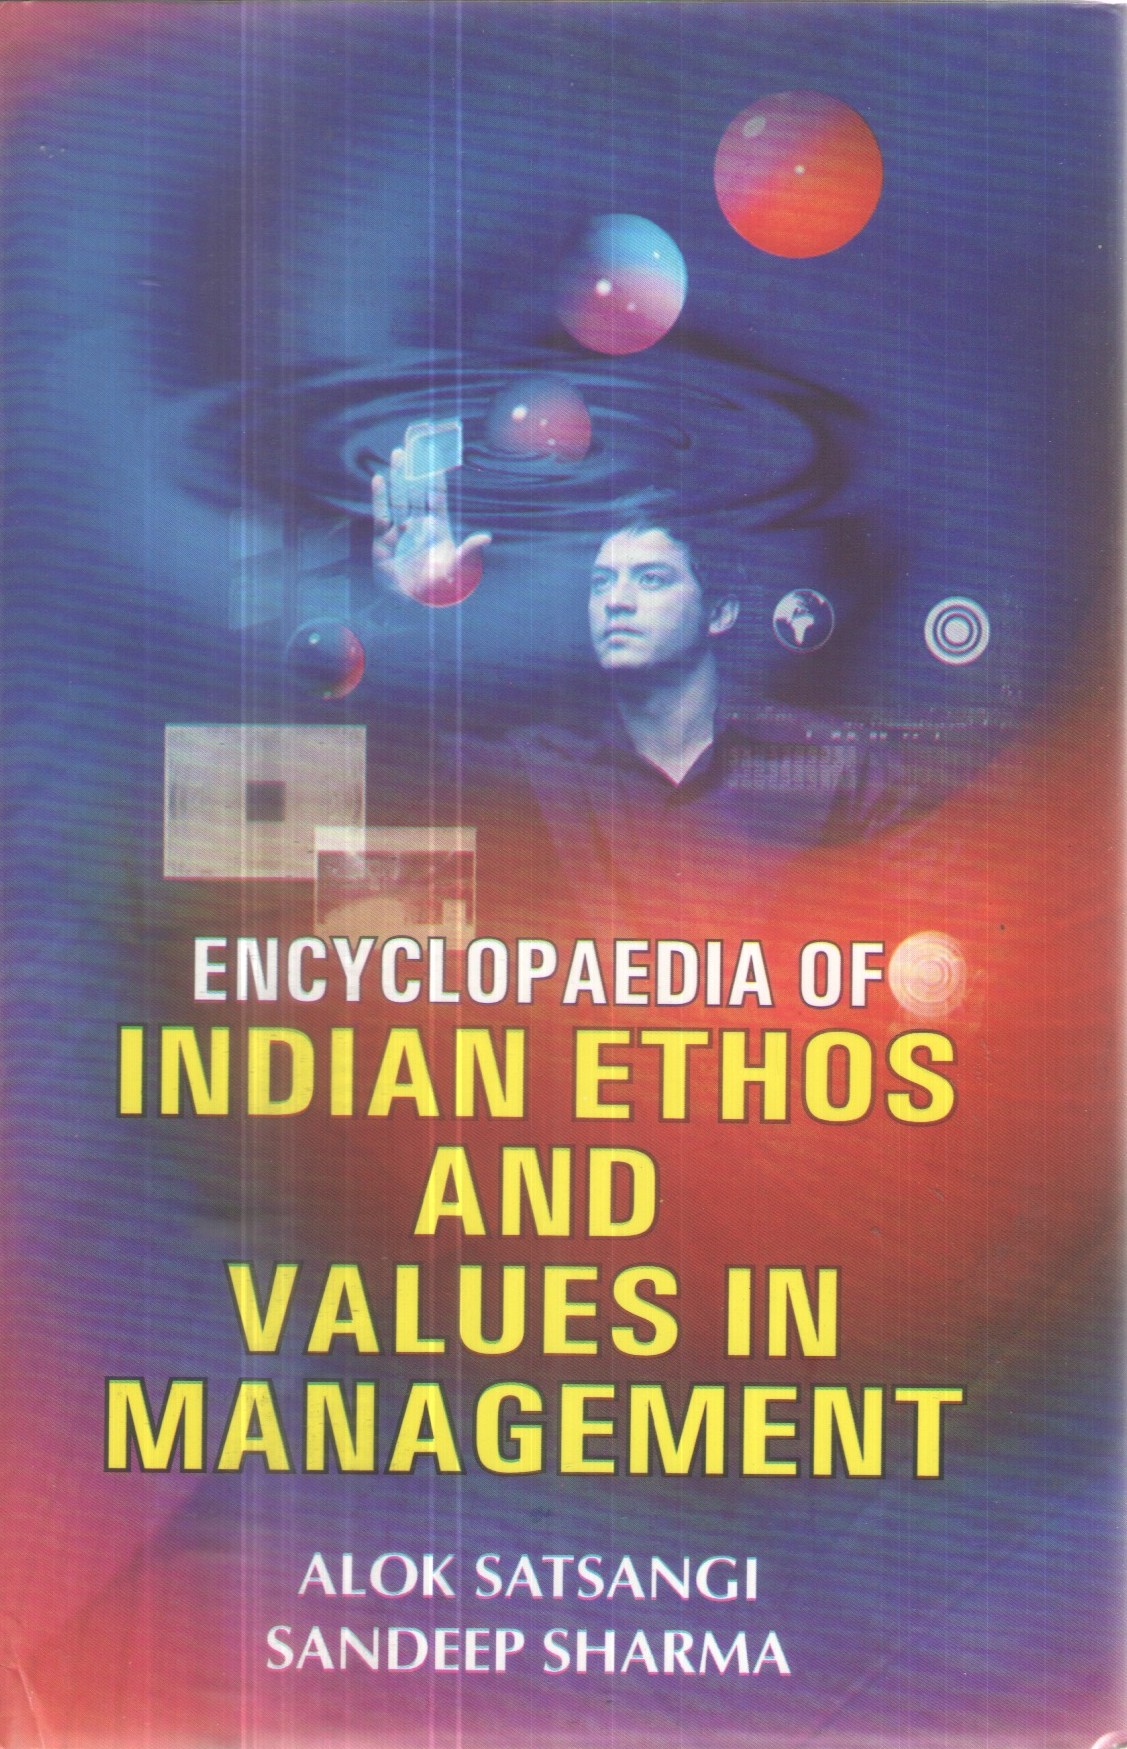 ENCYCLOPAEDIA OF
INDIAN ETHOS
AND
VALUES IN
MANAGEMENT
ALOK SATSANGI
SANDEEP SHARMA